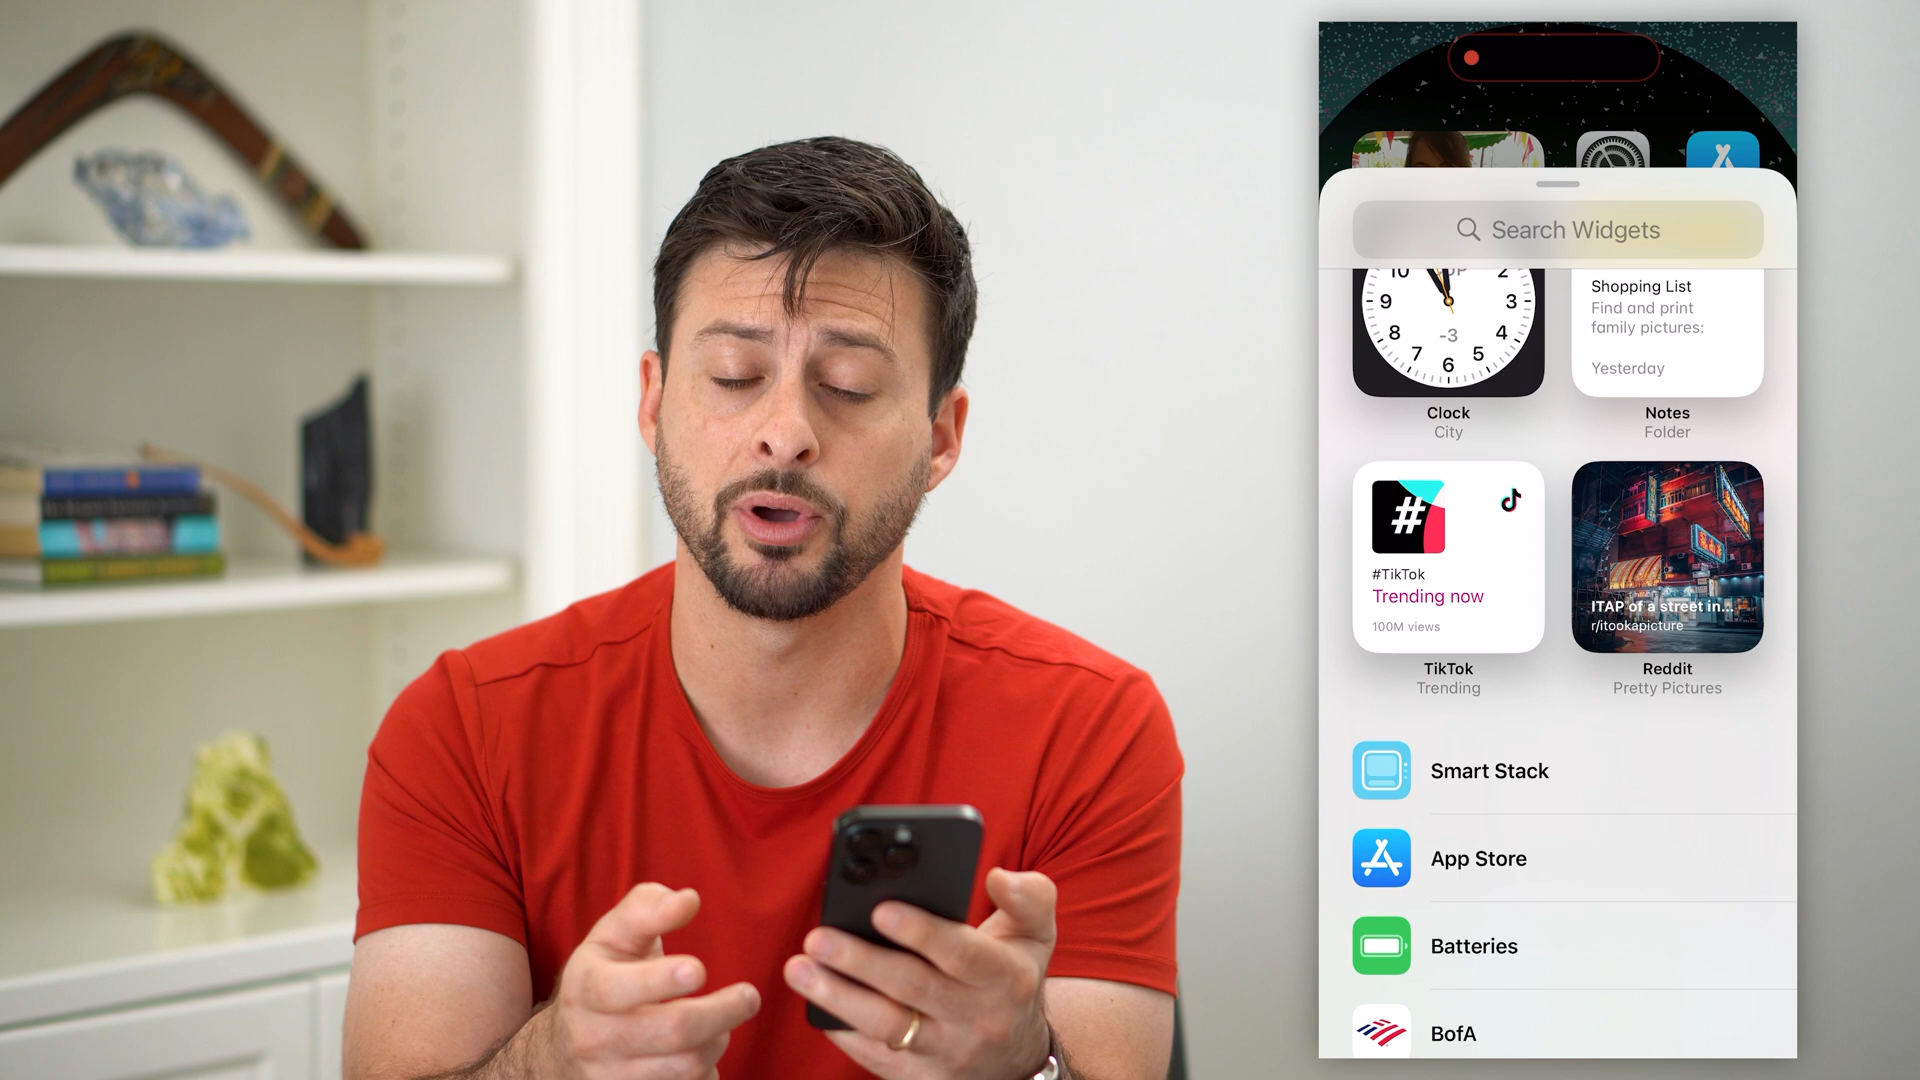 Search Widgets
10
2
9
3
8
-3
4
7
5
6
Clock
City
Shopping List
Find and print
family pictures:
Yesterday
Notes
Folder
#
#TikTok
Trending now
100M views
TikTok
Trending
ITAP of a street in...
r/itookapicture
Reddit
Pretty Pictures
Smart Stack
App Store
Batteries
BofA